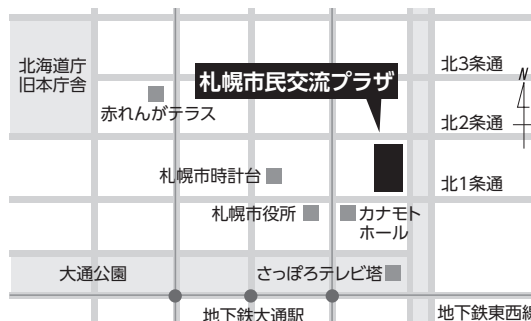 北海道庁
旧本庁舎
北3条通
札幌市民交流プラザ
N
赤れんがテラス
北2条通
札幌市時計台
北1条通
札幌市役所
カナモト
ホール
大通公園
さっぽろテレビ塔
地下鉄大通駅
地下鉄東西線